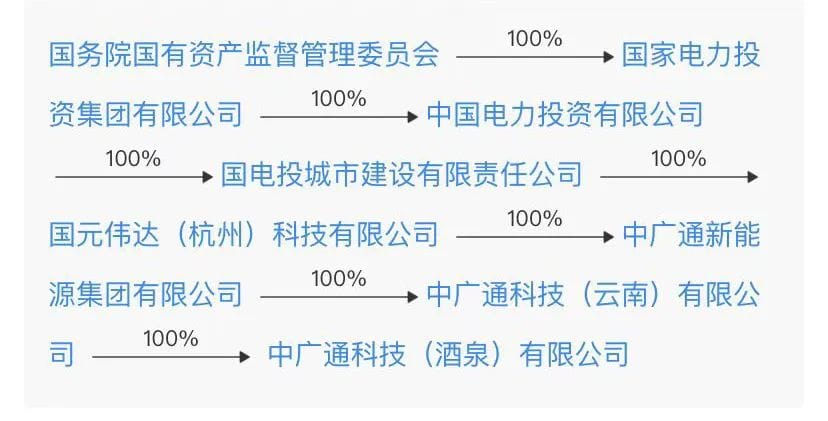 国务院国有资产监督管理委员会 100% 国家电力投
资集团有限公司 100% 中国电力投资有限公司
100% 国电投城市建设有限责任公司 100%
国元伟达（杭州）科技有限公司 100% 中广通新能
源集团有限公司 100% 中广通科技（云南）有限公
司 100% 中广通科技（酒泉）有限公司